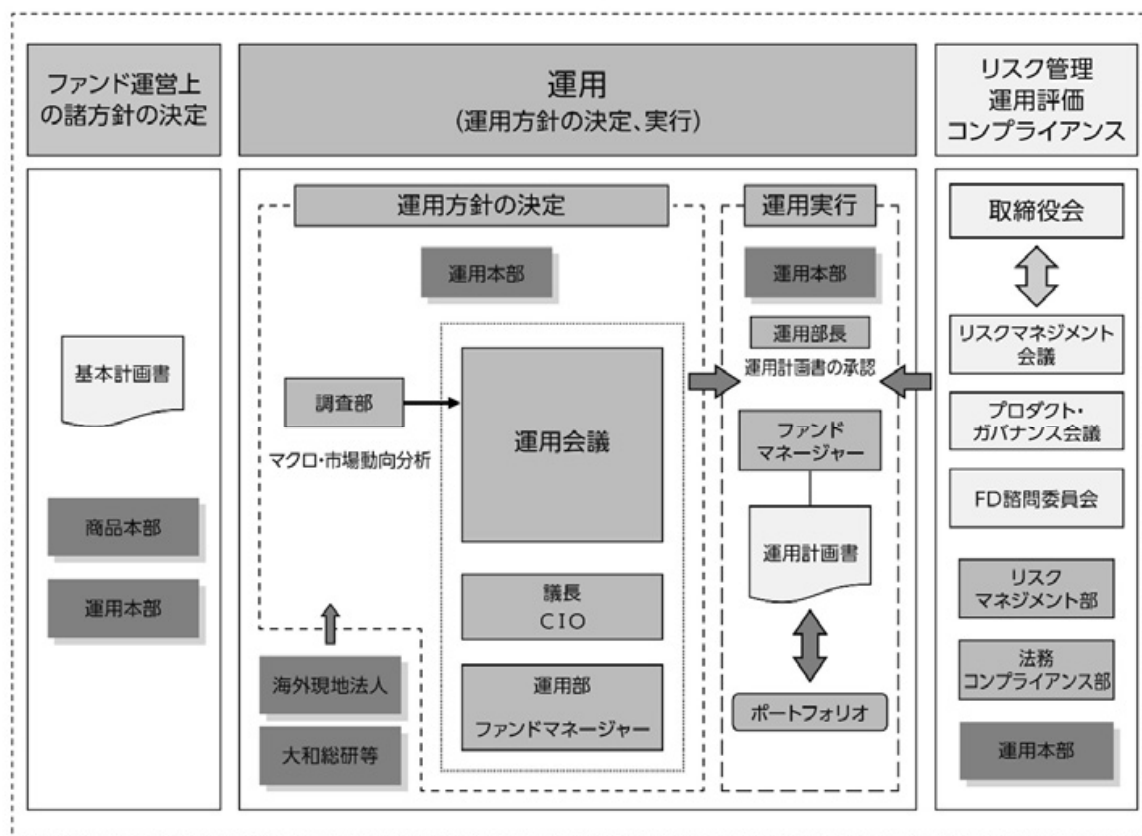 ファンド運営上
の諸方針の決定
運用
(運用方針の決定、実行)
リスク管理
運用評価
コンプライアンス
基本計画書
商品本部
運用本部
運用方針の決定
運用本部
調査部
マクロ・市場動向分析
運用会議
議長
CIO
運用部
ファンドマネージャー
海外現地法人
大和総研等
運用実行
運用本部
運用部長
運用計画書の承認
ファンド
マネージャー
運用計画書
ポートフォリオ
取締役会
リスクマネジメント
会議
プロダクト・
ガバナンス会議
FD諮問委員会
リスク
マネジメント部
法務
コンプライアンス部
運用本部